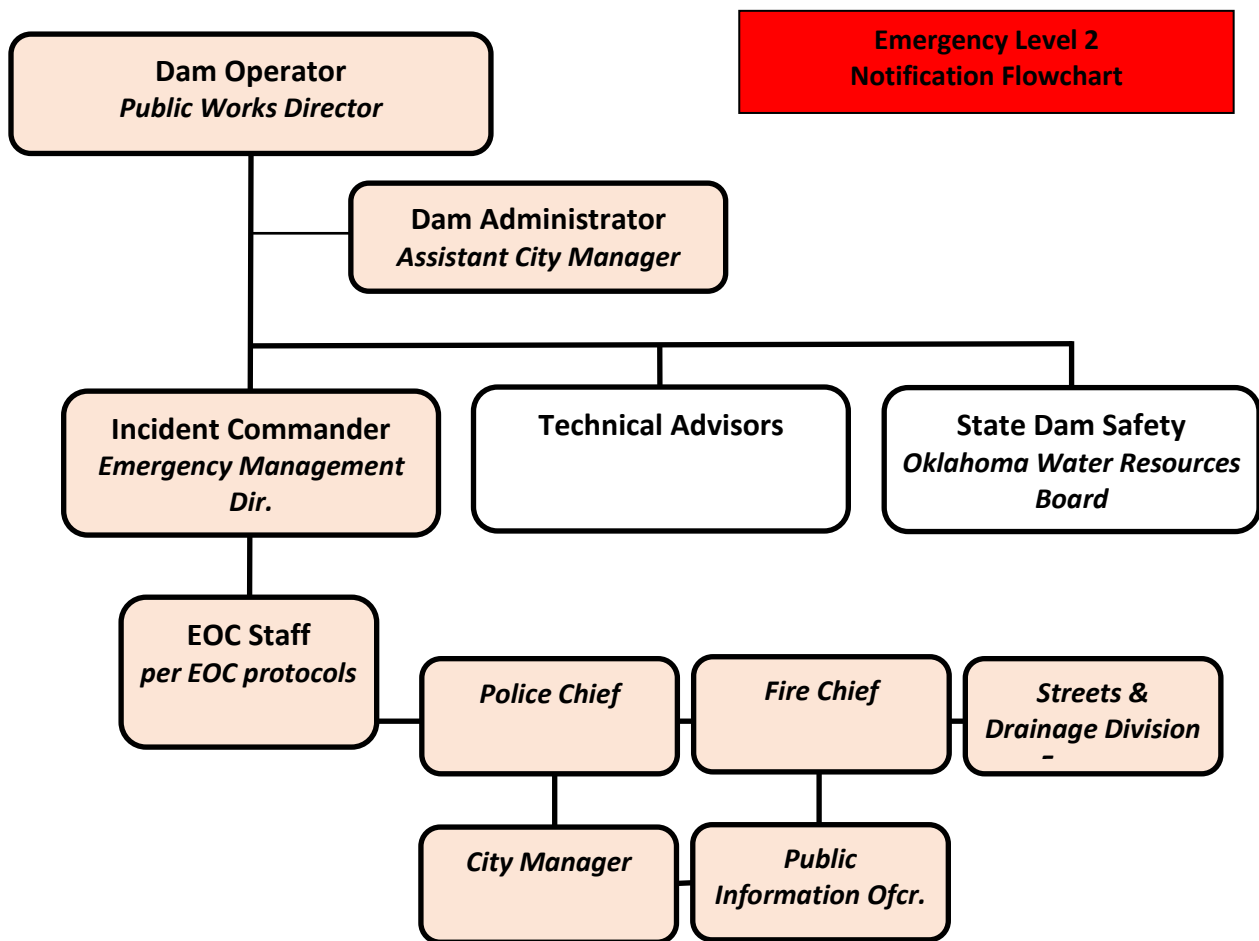 Emergency Level 2
Notification Flowchart
Dam Operator
Public Works Director
Dam Administrator
Assistant City Manager
Incident Commander
Emergency Management
Dir.
Technical Advisors
State Dam Safety
Oklahoma Water Resources
Board
EOC Staff
per EOC protocols
Police Chief
Fire Chief
Streets &
Drainage Division
-
City Manager
Public
Information Ofcr.